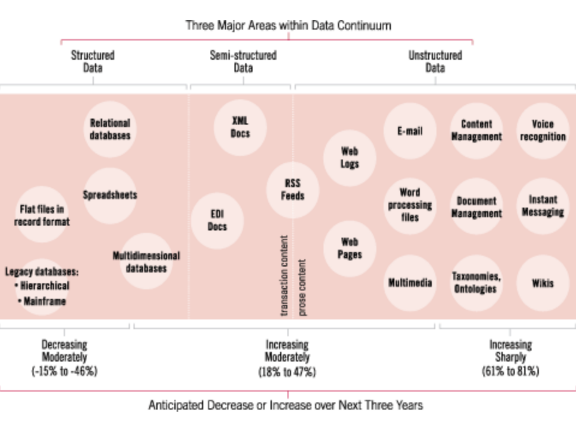 Three Major Areas within Data Continuum
Structured
Data
Semi-structured
Data
Unstructured
Data
Relational
databases
Spreadsheets
Flat files in
record format
Multidimensional
databases
Legacy databases:
• Hierarchical
• Mainframe
XML
Docs
EDI
Docs
RSS
Feeds
transaction content
prose content
Web
Logs
Web
Pages
E-mail
Word
processing
files
Multimedia
Content
Management
Document
Management
Taxonomies,
Ontologies
Voice
recognition
Instant
Messaging
Wikis
Decreasing
Moderately
(-15% to -46%)
Increasing
Moderately
(18% to 47%)
Increasing
Sharply
(61% to 81%)
Anticipated Decrease or Increase over Next Three Years